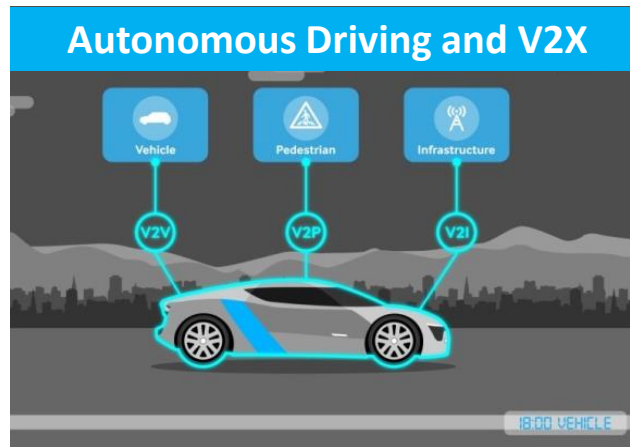 Autonomous Driving and V2X
Vehicle
Pedestrian
Infrastructure
V2V
V2P
V2I
18:00 VEHICLE